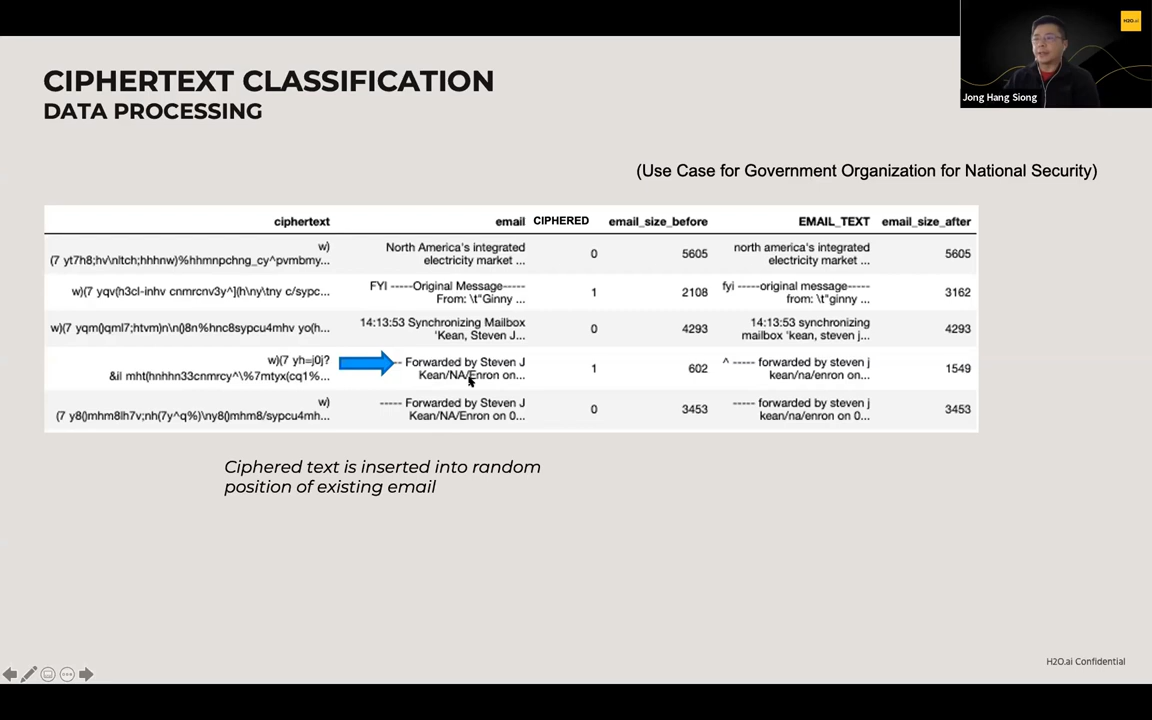 H2O.ai
Jong Hang Siong
CIPHERTEXT CLASSIFICATION
DATA PROCESSING
(Use Case for Government Organization for National Security)
ciphertext email CIPHERED email_size_before EMAIL_TEXT email_size_after
w) North America's integrated north america's integrated
(7 yt7h8;hv\nltch;hhhnw)%hhmnpchng_cy^pvmbmy... electricity market ... 0 5605 electricity market ... 5605
w)(7 yqv(h3cl-inhv cnmrcnv3y^](h\ny\tny c/sypc... FYI -----Original Message----- 1 2108 fyi -----original message----- 3162
From: \t"Ginny ... from: \t"ginny ...
w)(7 yqm()qml7;htvm)n\n()8n%hnc8sypcu4mhv yo(h... 14:13:53 Synchronizing Mailbox 0 4293 14:13:53 synchronizing 4293
'Kean, Steven J... mailbox 'kean, steven j...
w)(7 yh=j0j? -- Forwarded by Steven J ^ ----- forwarded by steven j
&il mht(hnhhn33cnmrcy^\%7mtyx(cq1%... Kean/NA/Enron on... 1 602 kean/na/enron on... 1549
w) ----- Forwarded by Steven J ----- forwarded by steven j
(7 y8()mhm8lh7v;nh(7y^q%)\ny8()mhm8/sypcu4mh... Kean/NA/Enron on 0... 0 3453 kean/na/enron on 0... 3453
Ciphered text is inserted into random
position of existing email
H2O.ai Confidential